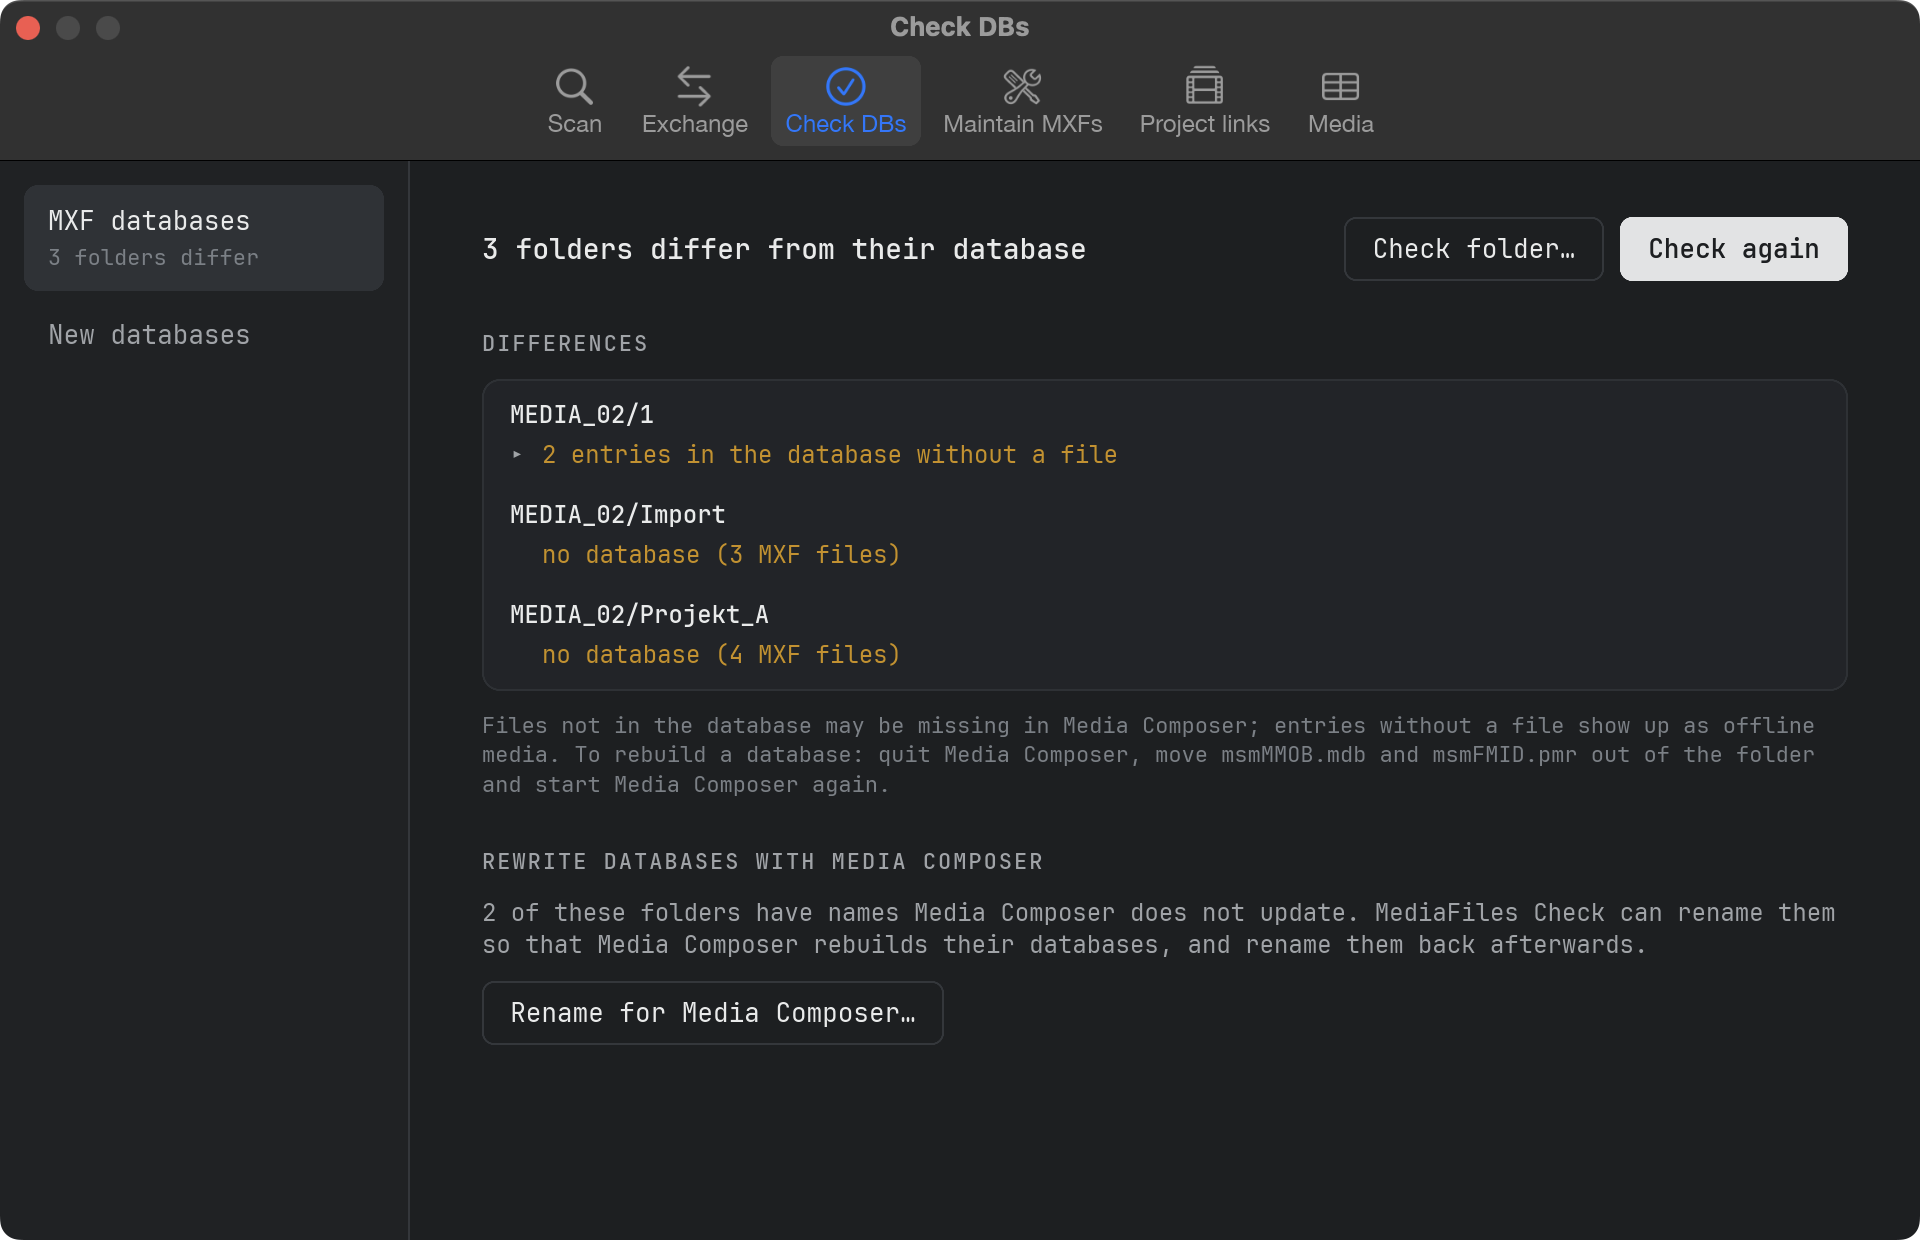 Check DBs
Scan
Exchange
Check DBs
Maintain MXFs
Project links
Media
MXF databases
3 folders differ
New databases
3 folders differ from their database
Check folder…
Check again
DIFFERENCES
MEDIA_02/1
▸ 2 entries in the database without a file
MEDIA_02/Import
no database (3 MXF files)
MEDIA_02/Projekt_A
no database (4 MXF files)
Files not in the database may be missing in Media Composer; entries without a file show up as offline
media. To rebuild a database: quit Media Composer, move msmMMOB.mdb and msmFMID.pmr out of the folder
and start Media Composer again.
REWRITE DATABASES WITH MEDIA COMPOSER
2 of these folders have names Media Composer does not update. MediaFiles Check can rename them
so that Media Composer rebuilds their databases, and rename them back afterwards.
Rename for Media Composer…